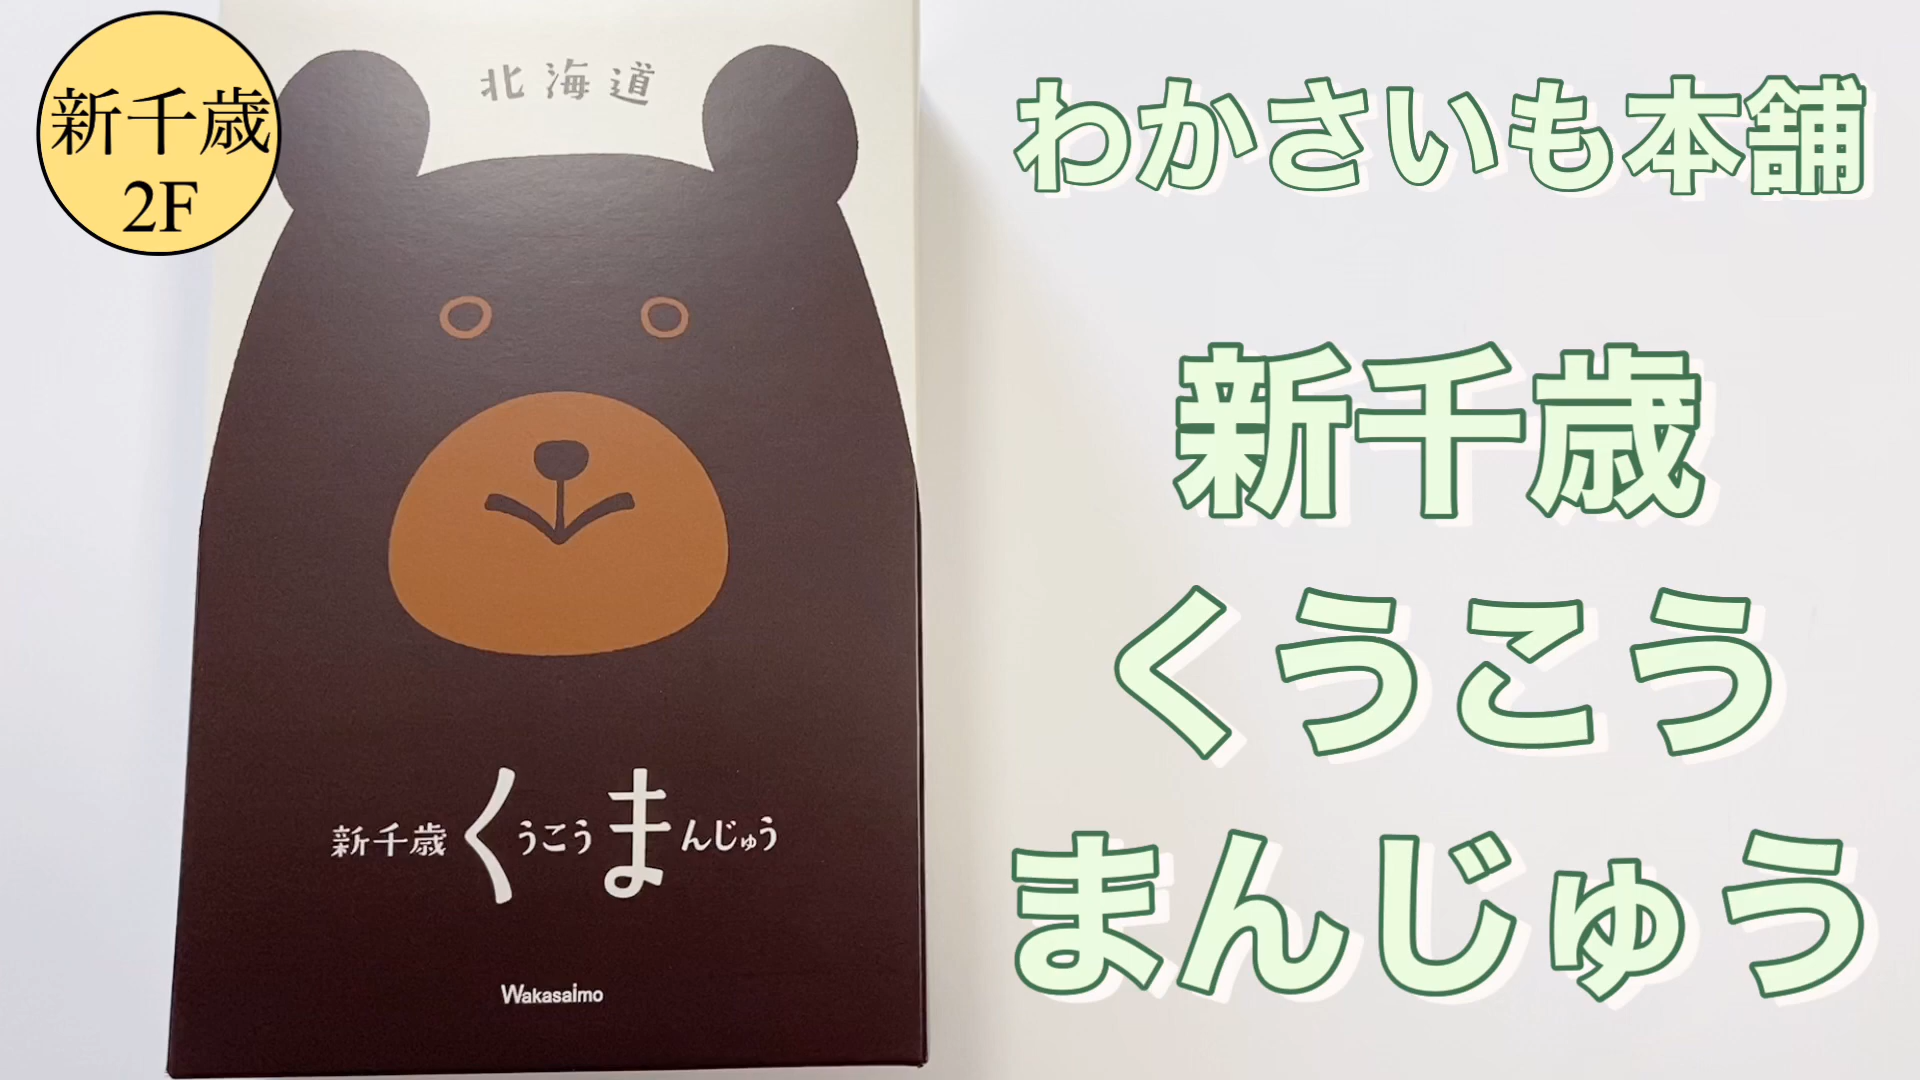 新千歳
2F
北海道
新千歳くうこうまんじゅう
Wakasaimo
わかさいも本舗
新千歳
くうこう
まんじゅう